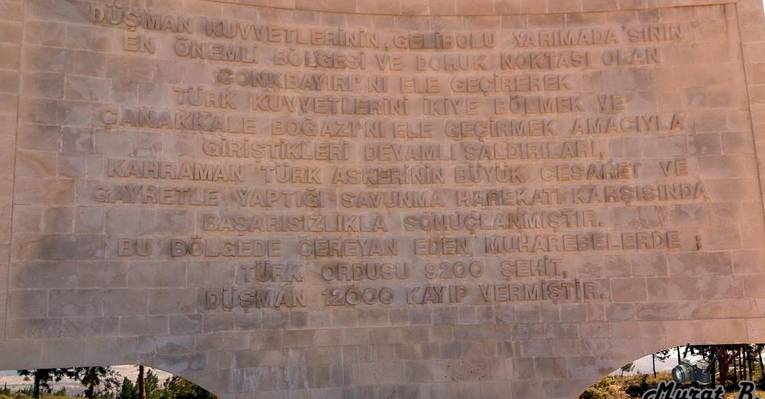 DÜŞMAN KUVVETLERİNİN, GELİBOLU YARIMADA'SININ
EN ÖNEMLİ BÖLGESİ VE DORUK NOKTASI OLAN
CONKBAYIRI'NI ELE GEÇİREREK
TÜRK KUVVETLERİNİ İKİYE BÖLMEK VE
ÇANAKKALE BOĞAZI'NI ELE GEÇİRMEK AMACIYLA
GİRİŞTİKLERİ DEVAMLI SALDIRILARI,
KAHRAMAN TÜRK ASKERİNİN BÜYÜK CESARET VE
GAYRETLE YAPTIĞI SAVUNMA HAREKATI KARŞISINDA
BAŞARISIZLIKLA SONUÇLANMIŞTIR.
BU BÖLGEDE CEREYAN EDEN MUHAREBELERDE ;
TÜRK ORDUSU 9200 ŞEHİT,
DÜŞMAN 12000 KAYIP VERMİŞTİR.
Murat B.